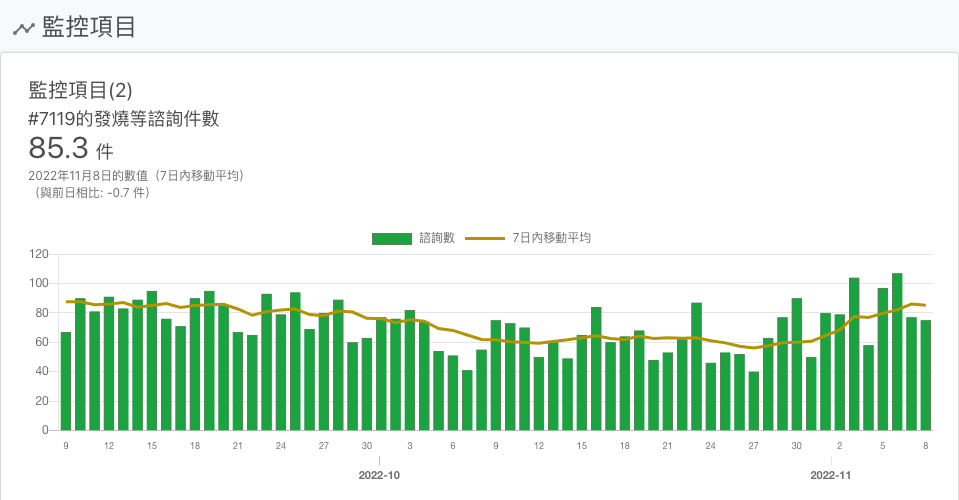 監控項目
監控項目(2)
#7119的發燒等諮詢件數
85.3 件
2022年11月8日的數值（7日內移動平均）
（與前日相比: -0.7 件）
諮詢數 7日內移動平均
120
100
80
60
40
20
0
9 12 15 18 21 24 27 30 3 6 9 12 15 18 21 24 27 30 2 5 8
2022-10 2022-11